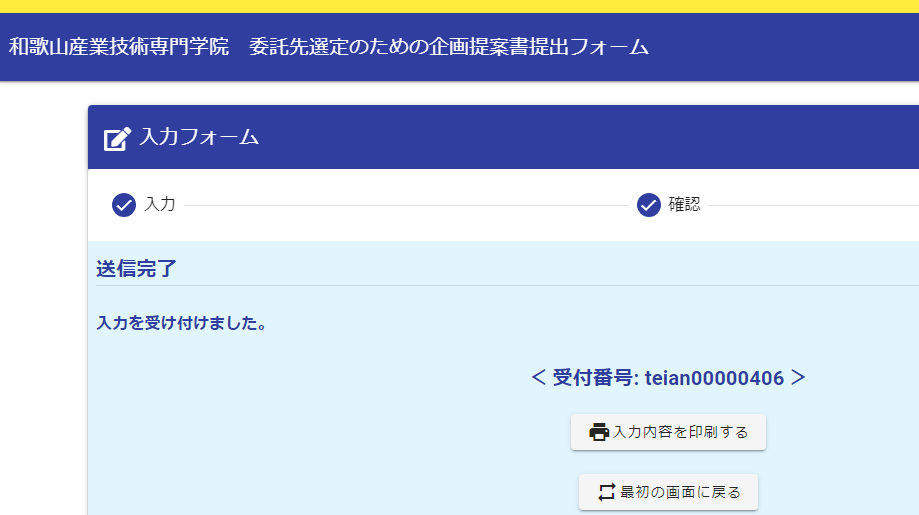 和歌山産業技術専門学院　委託先選定のための企画提案書提出フォーム
入力フォーム
入力
確認
送信完了
入力を受け付けました。
＜ 受付番号: teian00000406 ＞
入力内容を印刷する
最初の画面に戻る